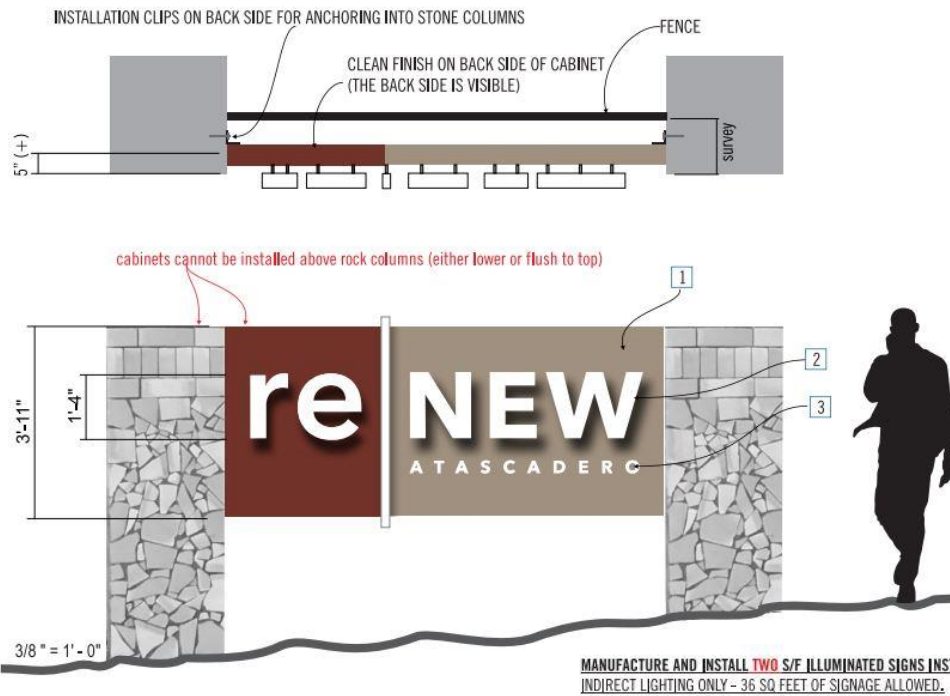 INSTALLATION CLIPS ON BACK SIDE FOR ANCHORING INTO STONE COLUMNS
FENCE
CLEAN FINISH ON BACK SIDE OF CABINET
(THE BACK SIDE IS VISIBLE)
5" (+)
survey
cabinets cannot be installed above rock columns (either lower or flush to top)
1
2
3
3'-11"
1'-4"
re NEW
ATASCADERO
3/8 " = 1' - 0"
MANUFACTURE AND INSTALL TWO S/F ILLUMINATED SIGNS INS
INDIRECT LIGHTING ONLY – 36 SQ FEET OF SIGNAGE ALLOWED.